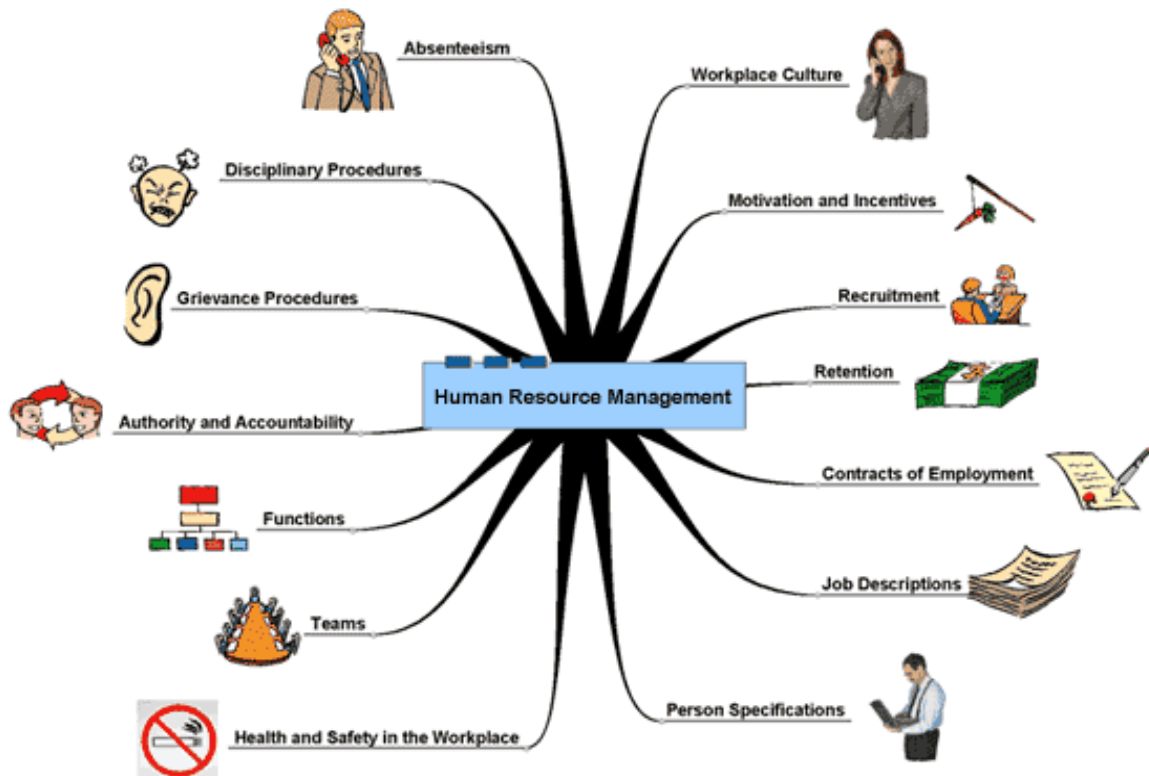 Absenteeism
Workplace Culture
Disciplinary Procedures
Motivation and Incentives
Grievance Procedures
Recruitment
Retention
Human Resource Management
Authority and Accountability
Contracts of Employment
Functions
Job Descriptions
Teams
Person Specifications
Health and Safety in the Workplace